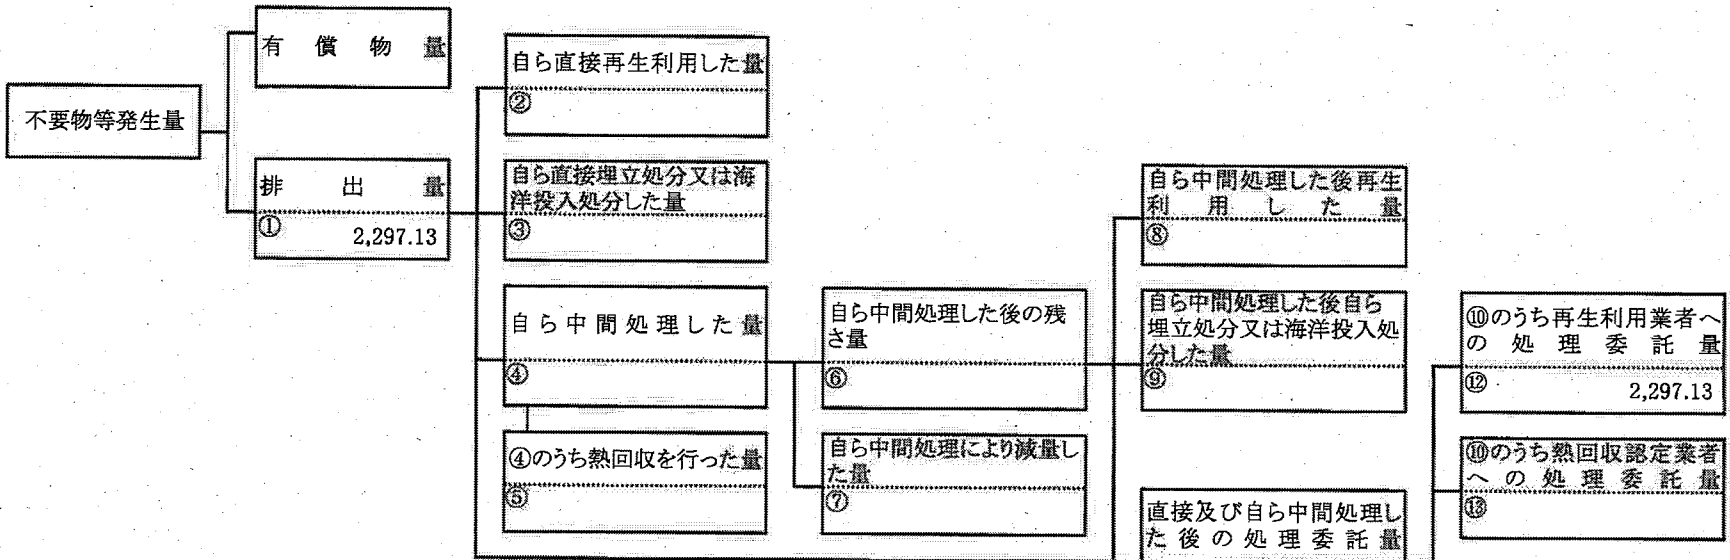 有償物量
不要物等発生量
排出量
①
2,297.13
自ら直接再生利用した量
②
自ら直接埋立処分又は海
洋投入処分した量
③
自ら中間処理した量
④
④のうち熱回収を行った量
⑤
自ら中間処理した後の残
さ量
⑥
自ら中間処理により減量し
た量
⑦
自ら中間処理した後再生
利用した量
⑧
自ら中間処理した後自ら
埋立処分又は海洋投入処
分した量
⑨
直接及び自ら中間処理し
た後の処理委託量
⑩のうち再生利用業者へ
の処理委託量
⑫
2,297.13
⑩のうち熱回収認定業者
への処理委託量
⑬